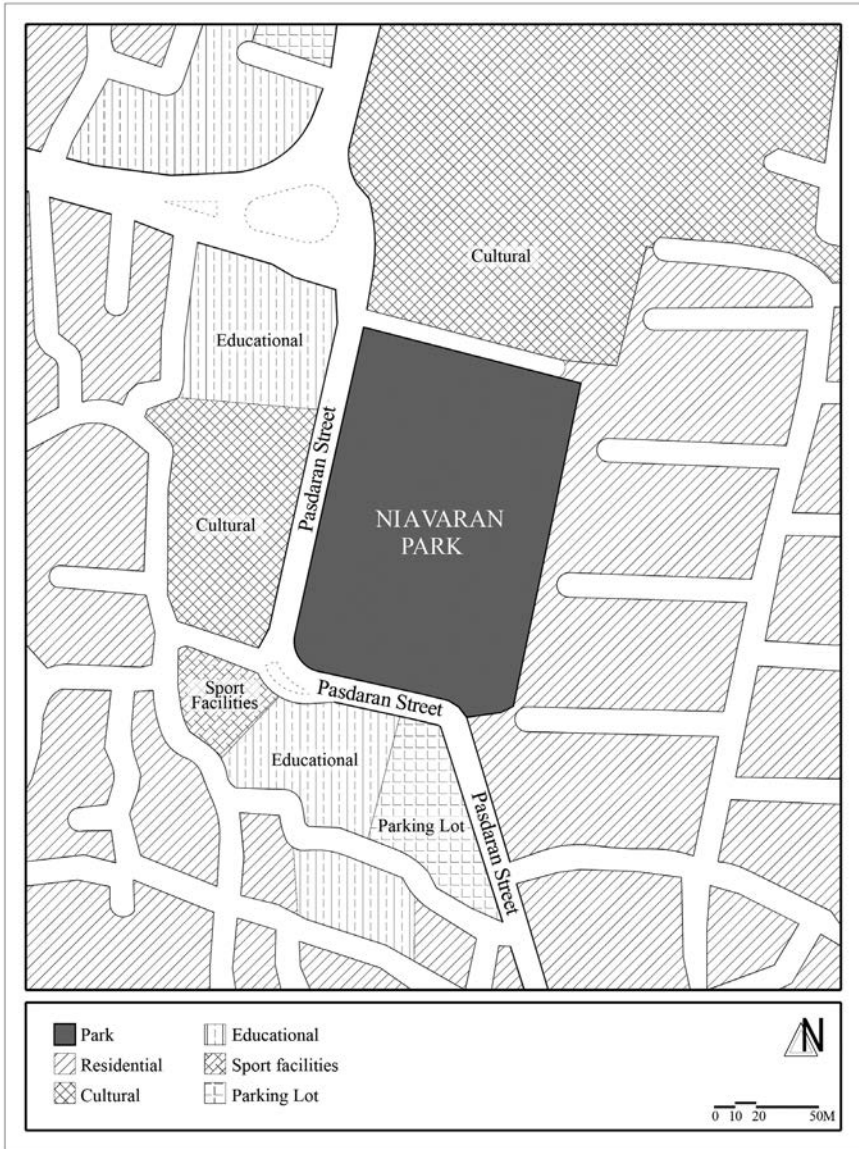 Cultural
Educational
Pasdaran Street
NIAVARAN
PARK
Cultural
Sport
Facilities
Pasdaran Street
Educational
Parking Lot
Pasdaran Street
Park
Residential
Cultural
Educational
Sport facilities
Parking Lot
N
0 10 20 50M